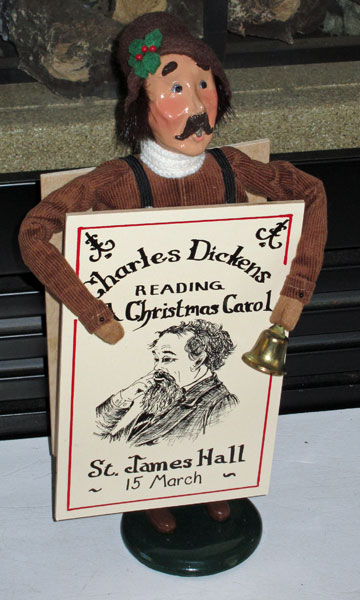 Charles Dickens
READING
A Christmas Carol
St. James Hall
~ 15 March ~